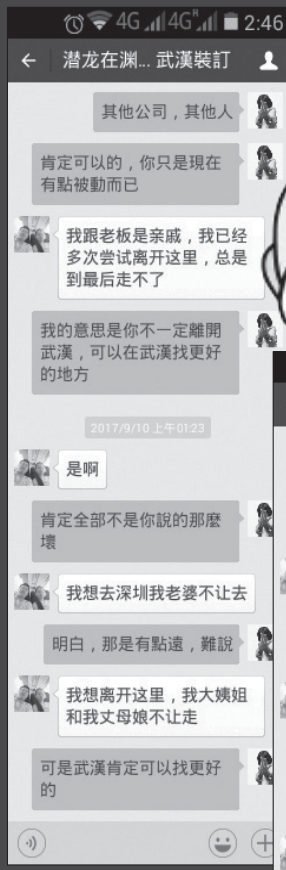 4G 4G R 2:46
潜龙在渊... 武漢裝訂
其他公司，其他人
肯定可以的，你只是現在
有點被動而已
我跟老板是亲戚，我已经
多次尝试离开这里，总是
到最后走不了
我的意思是你不一定離開
武漢，可以在武漢找更好
的地方
2017/9/10 上午01:23
是啊
肯定全部不是你說的那麼
壞
我想去深圳我老婆不让去
明白，那是有點遠，難說
我想离开这里，我大姨姐
和我丈母娘不让走
可是武漢肯定可以找更好
的